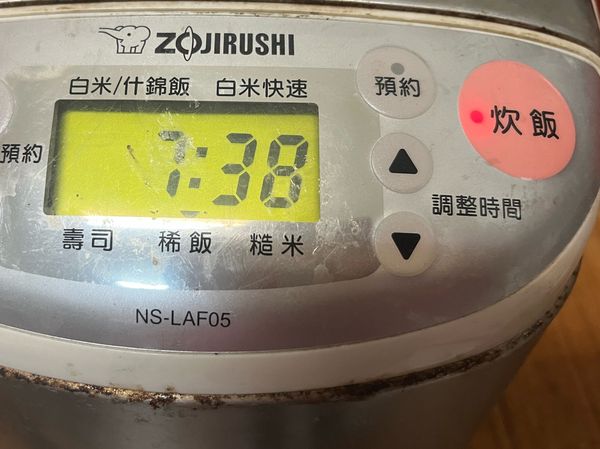 ZOJIRUSHI
白米/什錦飯 白米快速 預約
預約 7:38 炊飯
調整時間
壽司 稀飯 糙米
NS-LAF05